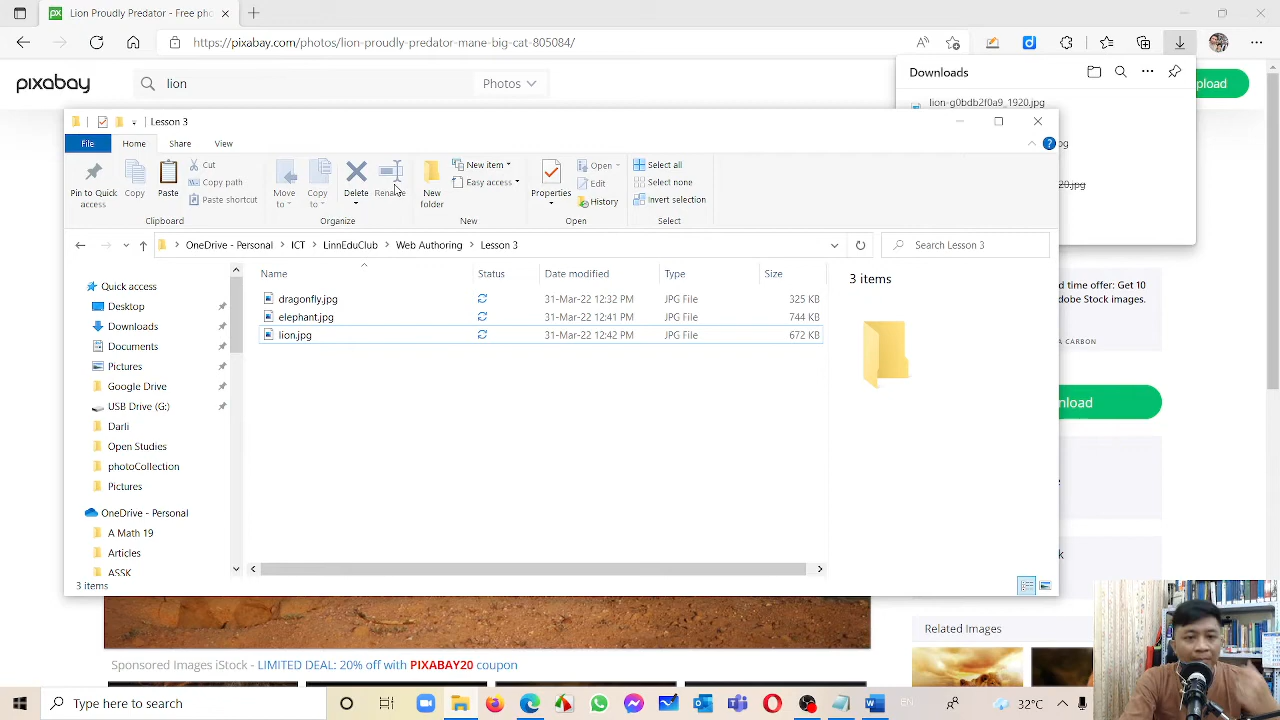 Lion Proudly Predator - Free pho
https://pixabay.com/photos/lion-proudly-predator-mane-big-cat-805084/
pixabay
lion
Photos
Downloads
lion-g0bdb2f0a9_1920.jpg
Lesson 3
File
Home
Share
View
Pin to Quick access
Copy
Paste
Cut
Copy path
Paste shortcut
Move to
Copy to
Delete
Rename
New folder
New item
Easy access
Properties
Open
Edit
History
Select all
Select none
Invert selection
Clipboard
Organize
New
Open
Select
OneDrive - Personal
ICT
LinnEduClub
Web Authoring
Lesson 3
Search Lesson 3
Name
Status
Date modified
Type
Size
dragonfly.jpg 31-Mar-22 12:32 PM JPG File 325 KB
elephant.jpg 31-Mar-22 12:41 PM JPG File 744 KB
lion.jpg 31-Mar-22 12:42 PM JPG File 672 KB
3 items
Quick access
Desktop
Downloads
Documents
Pictures
Google Drive
USB Drive (G:)
Darli
Open Studies
photoCollection
Pictures
OneDrive - Personal
A Math 19
Articles
ASSK
3 items
time offer: Get 10
dobe Stock images.
A CARBON
nload
Sponsored Images iStock - LIMITED DEAL: 20% off with PIXABAY20 coupon
Related Images
Type here to search
EN
32°C